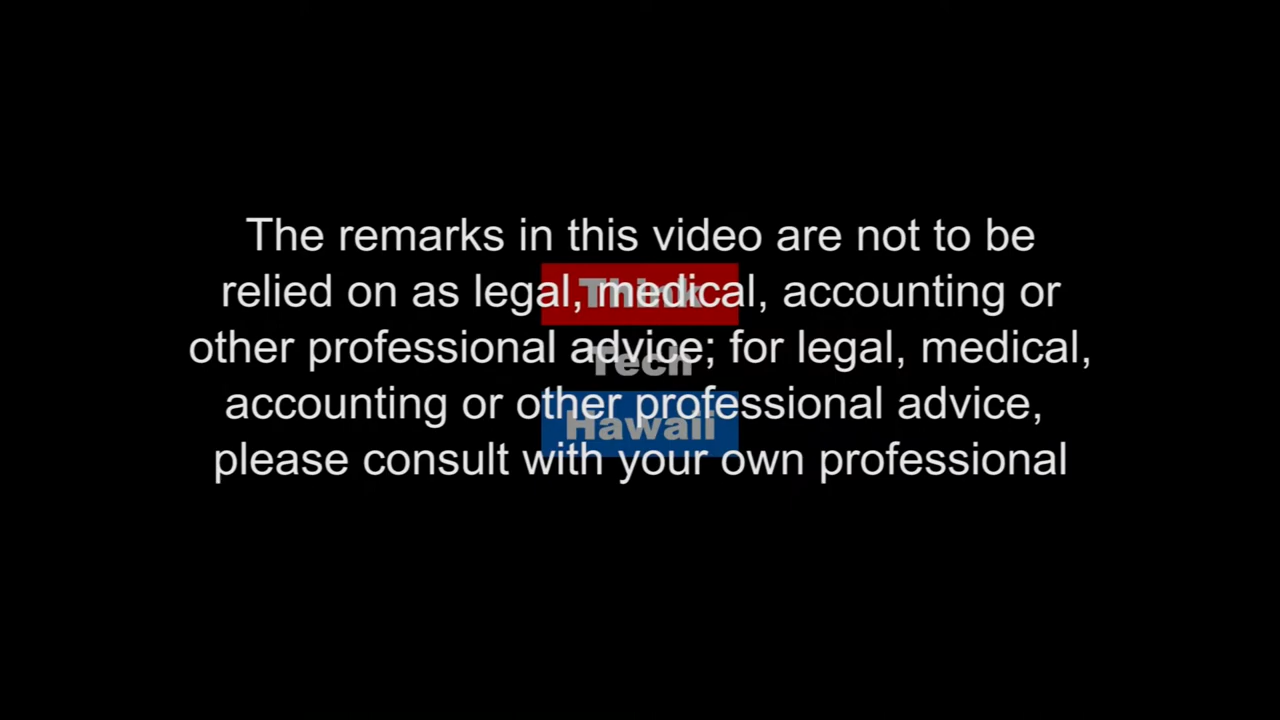 The remarks in this video are not to be
relied on as legal, medical, accounting or
other professional advice; for legal, medical,
accounting or other professional advice,
please consult with your own professional
Think
Tech
Hawaii